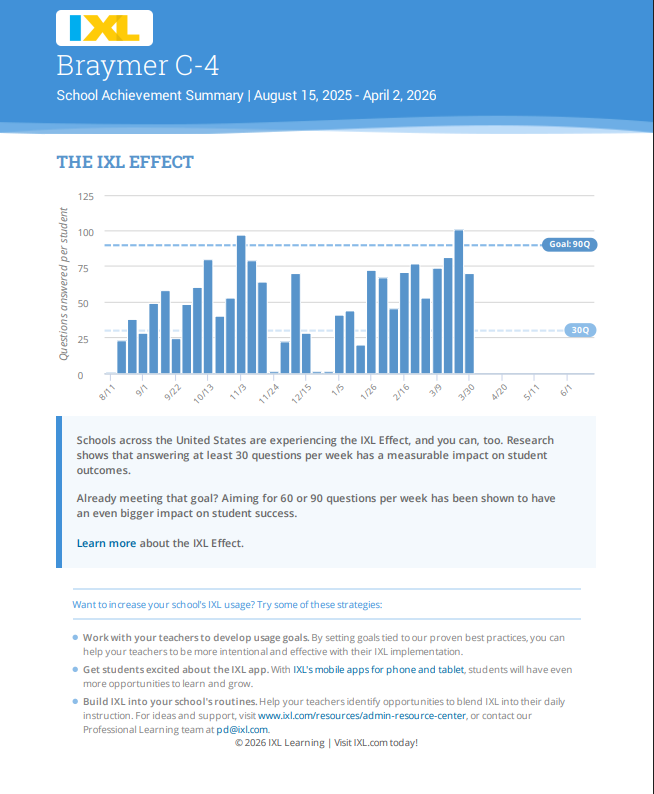 IXL
Braymer C-4
School Achievement Summary | August 15, 2025 - April 2, 2026
THE IXL EFFECT
Questions answered per student
125
100
75
50
25
0
Goal: 90Q
30Q
8/11
9/1
9/22
10/13
11/3
11/24
12/15
1/5
1/26
2/16
3/9
3/30
4/20
5/11
6/1
Schools across the United States are experiencing the IXL Effect, and you can, too. Research
shows that answering at least 30 questions per week has a measurable impact on student
outcomes.
Already meeting that goal? Aiming for 60 or 90 questions per week has been shown to have
an even bigger impact on student success.
Learn more about the IXL Effect.
Want to increase your school's IXL usage? Try some of these strategies:
Work with your teachers to develop usage goals. By setting goals tied to our proven best practices, you can
help your teachers to be more intentional and effective with their IXL implementation.
Get students excited about the IXL app. With IXL's mobile apps for phone and tablet, students will have even
more opportunities to learn and grow.
Build IXL into your school's routines. Help your teachers identify opportunities to blend IXL into their daily
instruction. For ideas and support, visit www.ixl.com/resources/admin-resource-center, or contact our
Professional Learning team at pd@ixl.com.
© 2026 IXL Learning | Visit IXL.com today!